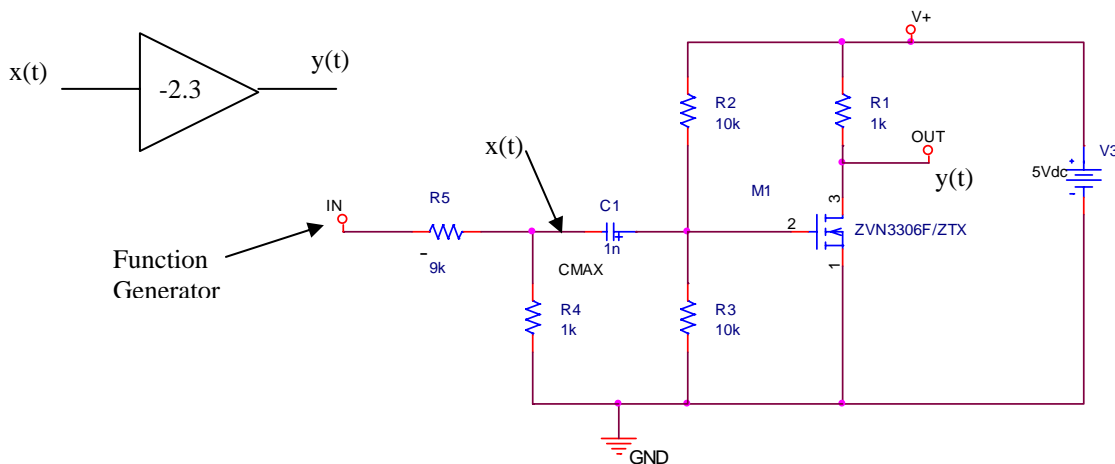 x(t)
-2.3
y(t)
V+
R2
10k
R1
1k
OUT
y(t)
V3
5Vdc
x(t)
IN
R5
9k
C1
1n
CMAX
M1
3
2
1
ZVN3306F/ZTX
Function
Generator
R4
1k
R3
10k
GND